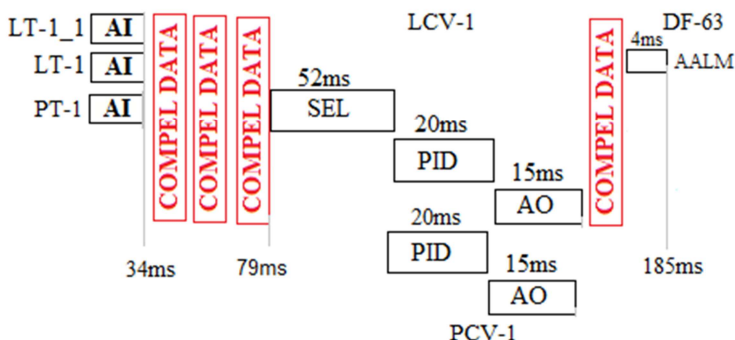 LT-1_1 AI
LT-1 AI
PT-1 AI
COMPEL DATA
COMPEL DATA
COMPEL DATA
34ms
79ms
LCV-1
52ms
SEL
20ms
PID
15ms
AO
20ms
PID
15ms
AO
PCV-1
COMPEL DATA
DF-63
4ms
AALM
185ms